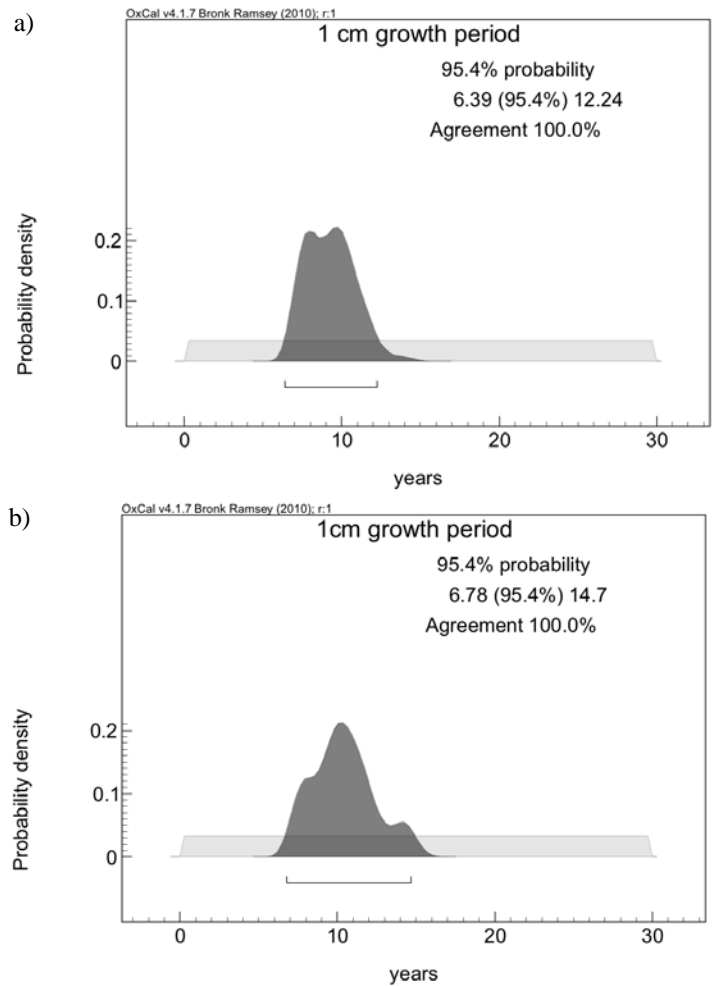 a)
OxCal v4.1.7 Bronk Ramsey (2010); r:1
1 cm growth period
95.4% probability
6.39 (95.4%) 12.24
Agreement 100.0%
Probability density
0.2
0.1
0
0 10 20 30
years
b)
OxCal v4.1.7 Bronk Ramsey (2010); r:1
1cm growth period
95.4% probability
6.78 (95.4%) 14.7
Agreement 100.0%
Probability density
0.2
0.1
0
0 10 20 30
years